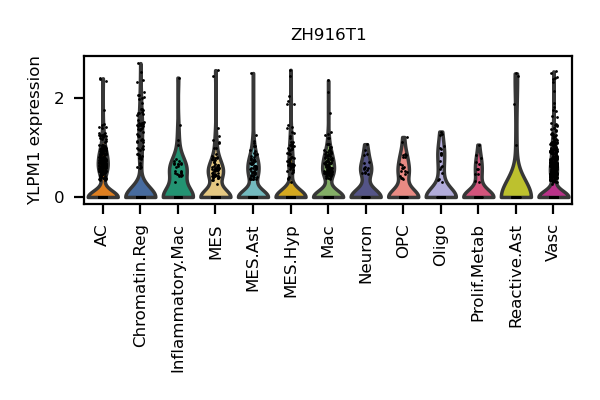 ZH916T1
YLPM1 expression
2
0
AC
Chromatin.Reg
Inflammatory.Mac
MES
MES.Ast
MES.Hyp
Mac
Neuron
OPC
Oligo
Prolif.Metab
Reactive.Ast
Vasc